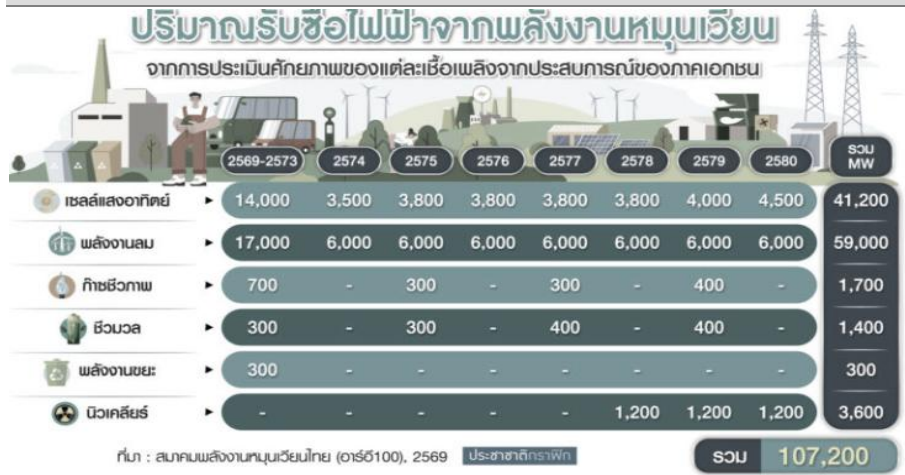 ปริมาณรับซื้อไฟฟ้าจากพลังงานหมุนเวียน
จากการประเมินศักยภาพของแต่ละเชื้อเพลิงจากประสบการณ์ของภาคเอกชน
2569-2573 2574 2575 2576 2577 2578 2579 2580 รวม MW
เซลล์แสงอาทิตย์ 14,000 3,500 3,800 3,800 3,800 3,800 4,000 4,500 41,200
พลังงานลม 17,000 6,000 6,000 6,000 6,000 6,000 6,000 6,000 59,000
ก๊าซชีวภาพ 700 - 300 - 300 - 400 - 1,700
ชีวมวล 300 - 300 - 400 - 400 - 1,400
พลังงานขยะ 300 - - - - - - - 300
นิวเคลียร์ - - - - - 1,200 1,200 1,200 3,600
ที่มา : สมาคมพลังงานหมุนเวียนไทย (อาร์อี100), 2569 ประชาชาติกราฟิก รวม 107,200